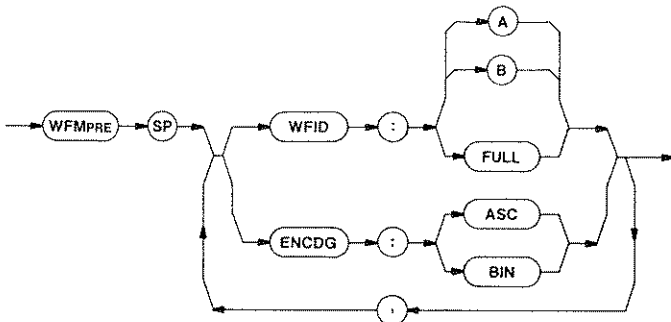 A
B
WFMPRE SP WFID : FULL
ENCDG : ASC
BIN
,